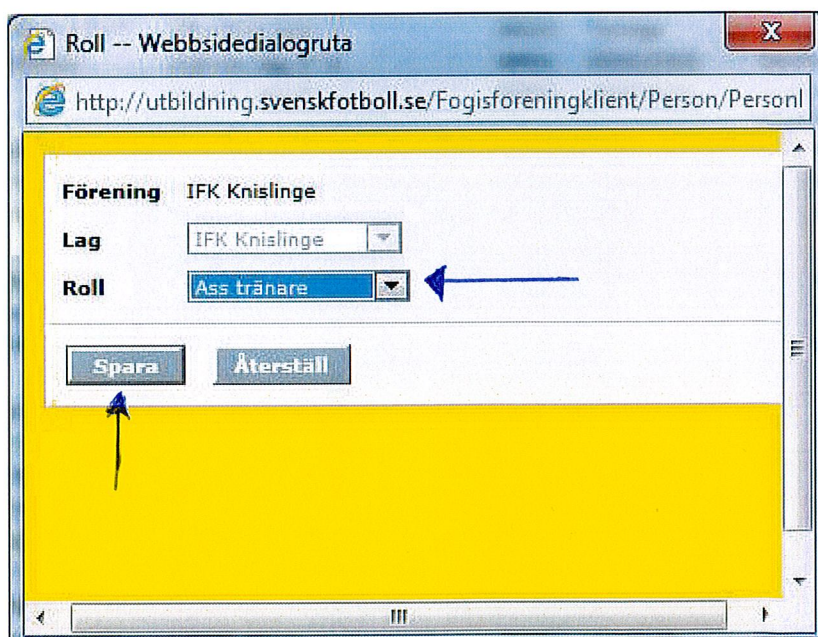 Roll -- Webbsidedialogruta
http://utbildning.svenskfotboll.se/Fogisforeningklient/Person/Personl
Förening IFK Knislinge
Lag IFK Knislinge
Roll Ass tränare
Spara Återställ